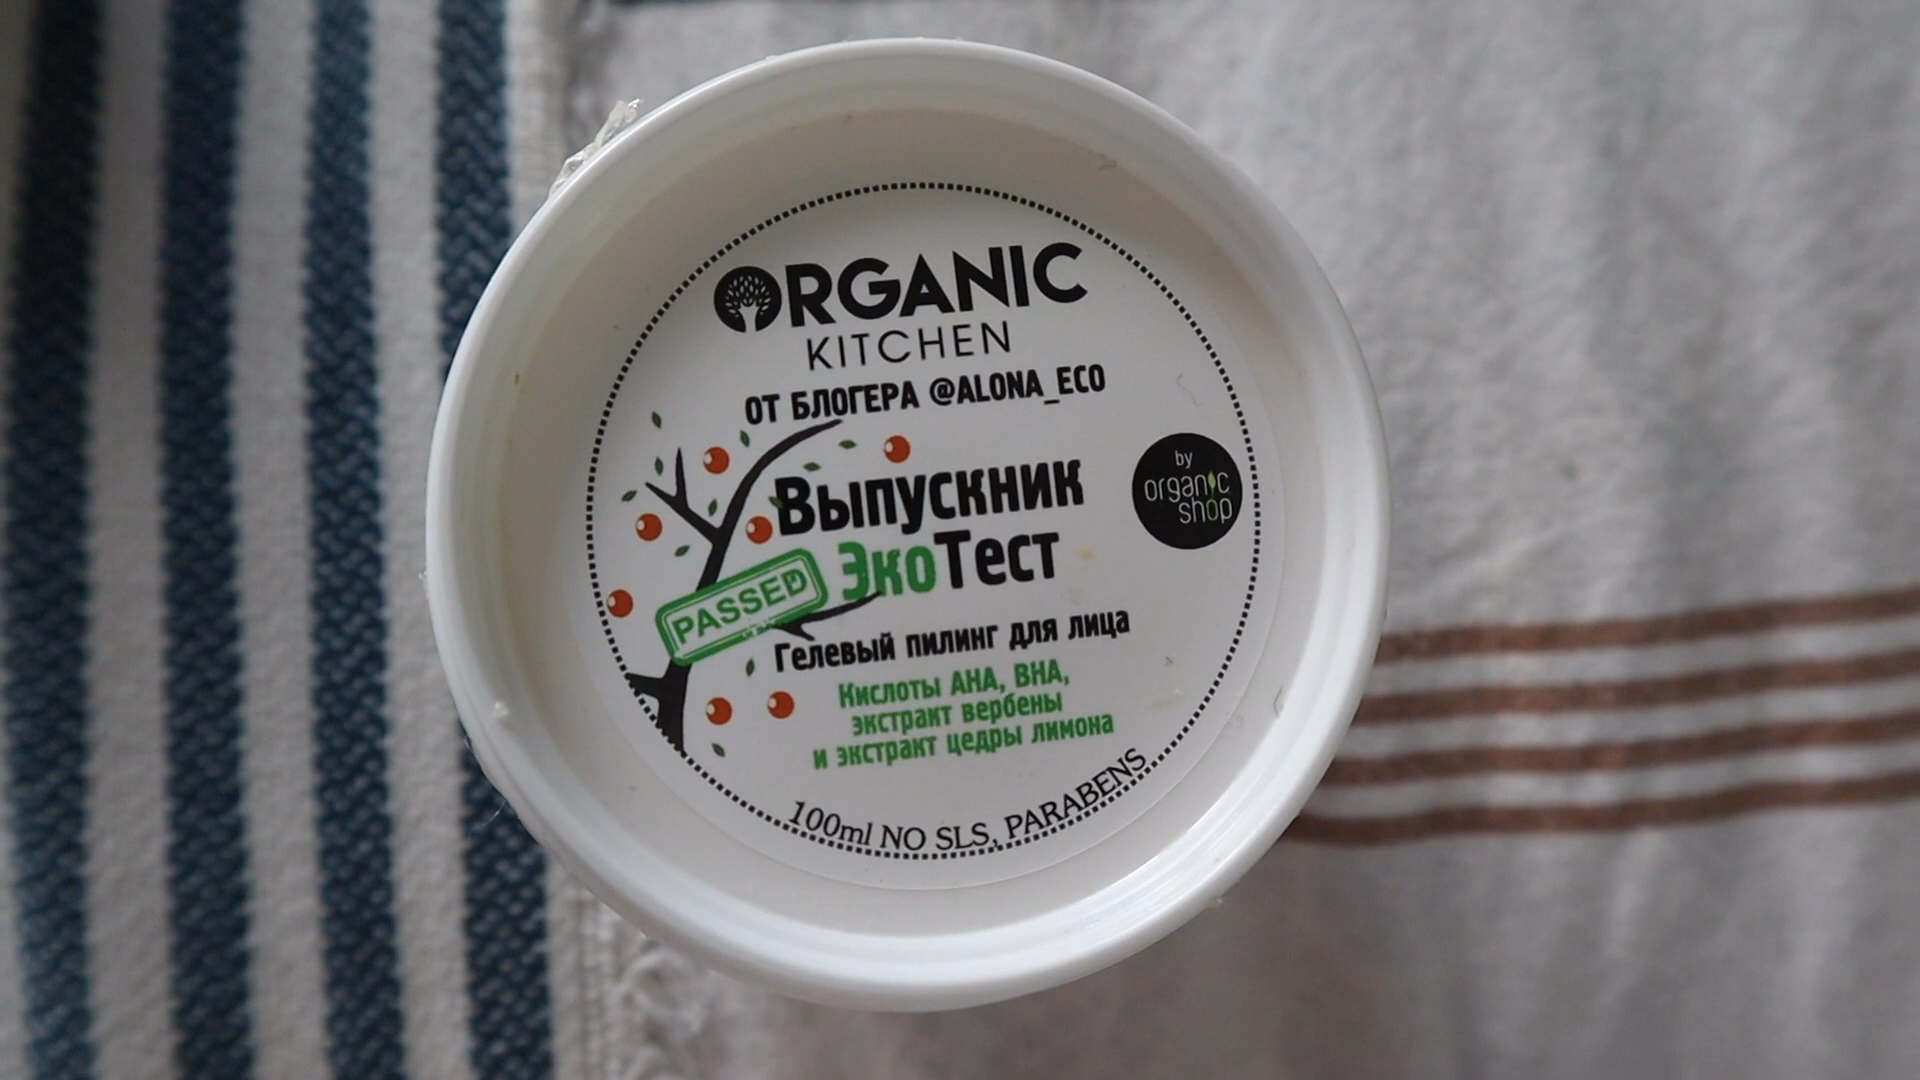 ORGANIC
KITCHEN
ОТ БЛОГЕРА @ALONA_ECO
Выпускник
ЭкоТест
PASSED
by
organic
shop
Гелевый пилинг для лица
Кислоты AHA, BHA,
экстракт вербены
и экстракт цедры лимона
100ml NO SLS, PARABENS